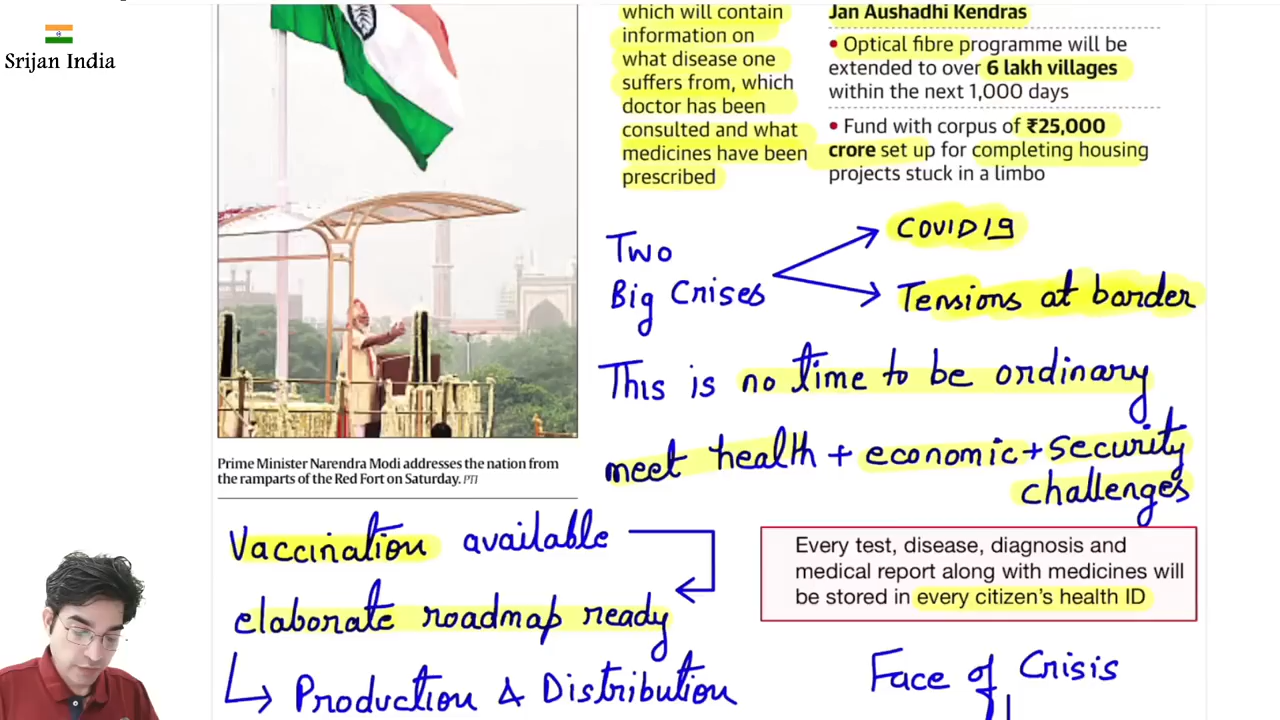 Srijan India
which will contain
information on
what disease one
suffers from, which
doctor has been
consulted and what
medicines have been
prescribed
Jan Aushadhi Kendras
• Optical fibre programme will be
extended to over 6 lakh villages
within the next 1,000 days
• Fund with corpus of ₹25,000
crore set up for completing housing
projects stuck in a limbo
Two
Big Crises
COVID19
Tensions at barder
This is no time to be ordinary
meet health + economic + security
challenges
Prime Minister Narendra Modi addresses the nation from
the ramparts of the Red Fort on Saturday. PTI
Vaccination available
elaborate roadmap ready
Production & Distribution
Every test, disease, diagnosis and
medical report along with medicines will
be stored in every citizen's health ID
Face of Crisis